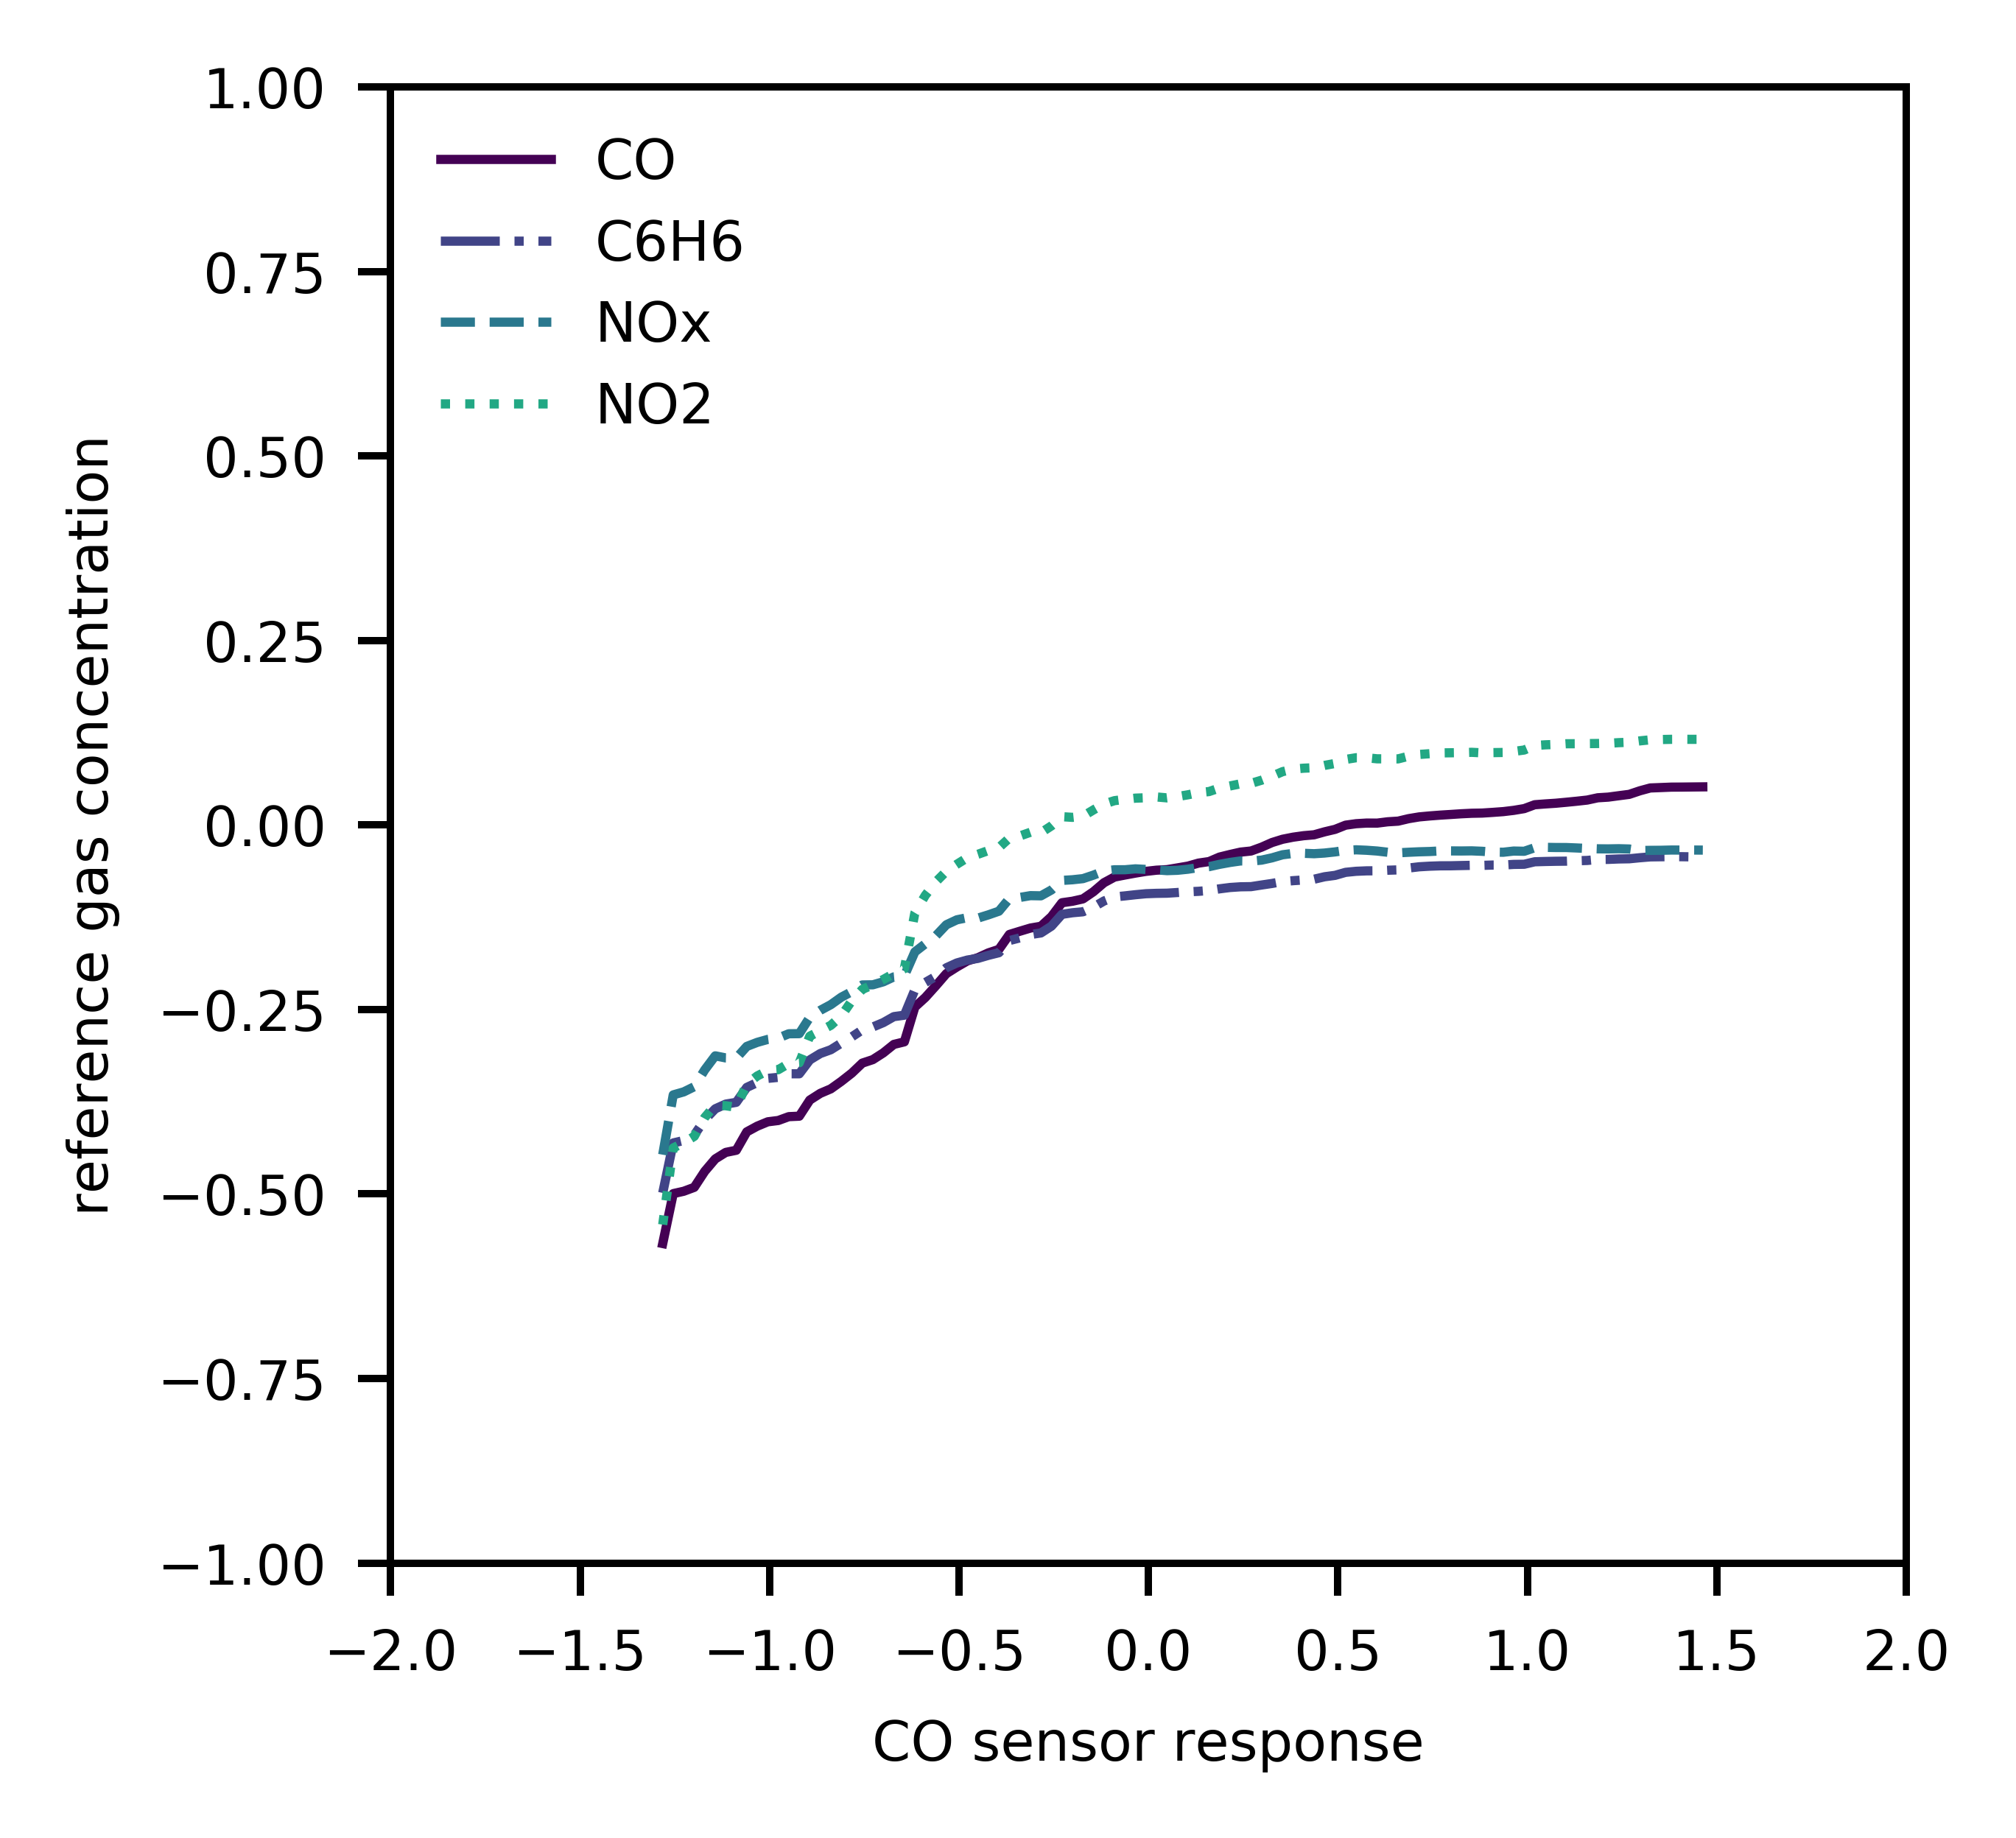 1.00
0.75
0.50
0.25
0.00
−0.25
−0.50
−0.75
−1.00
reference gas concentration
CO
C6H6
NOx
NO2
−2.0 −1.5 −1.0 −0.5 0.0 0.5 1.0 1.5 2.0
CO sensor response